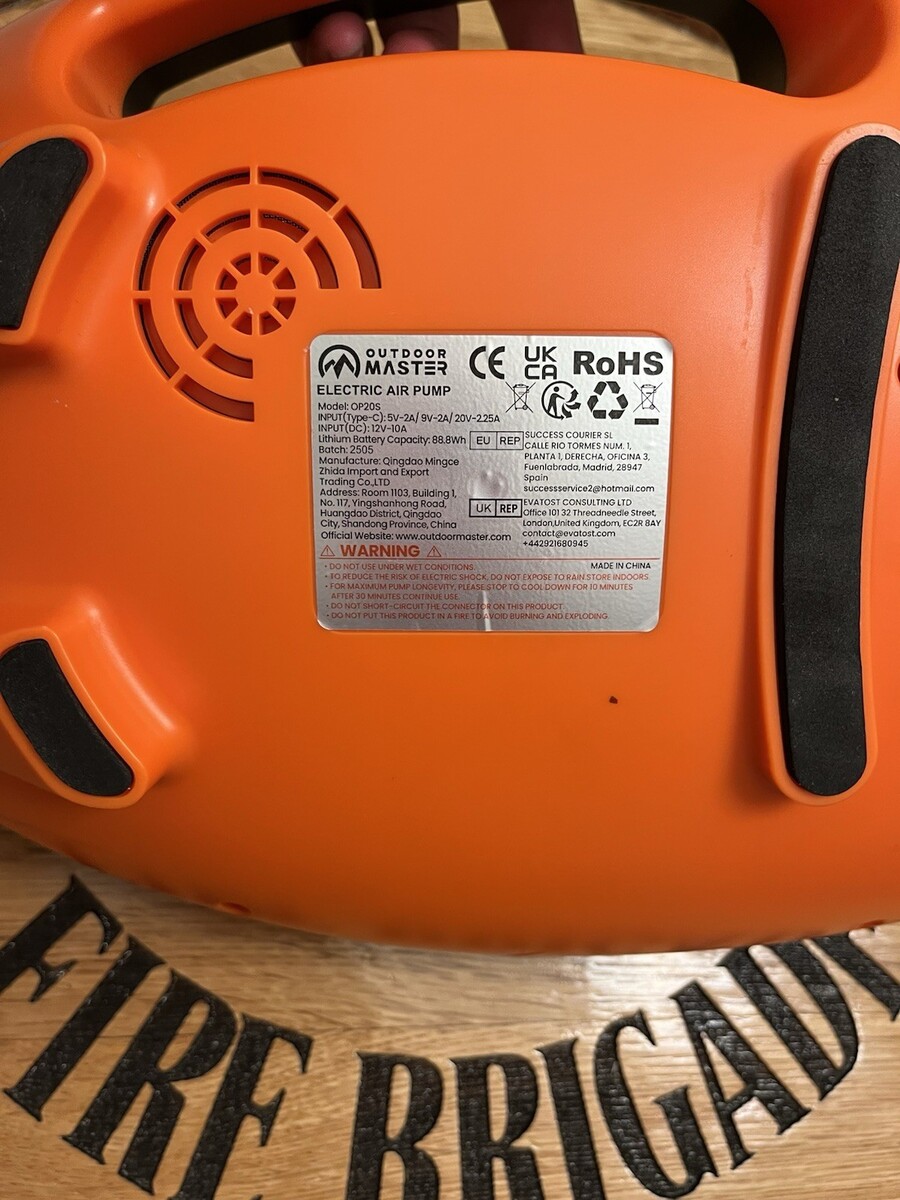 OUTDOOR
MASTER
CE
UK
CA
RoHS
ELECTRIC AIR PUMP
Model: OP20S
INPUT(Type-C): 5V-2A/ 9V-2A/ 20V-2.25A
INPUT(DC): 12V-10A
Lithium Battery Capacity: 88.8Wh
Batch: 2505
Manufacture: Qingdao Mingce
Zhida Import and Export
Trading Co.,LTD
Address: Room 1103, Building 1,
No. 117, Yingshanhong Road,
Huangdao District, Qingdao
City, Shandong Province, China
Official Website: www.outdoormaster.com
EU REP
SUCCESS COURIER SL
CALLE RIO TORMES NUM. 1,
PLANTA 1, DERECHA, OFICINA 3,
Fuenlabrada, Madrid, 28947
Spain
successservice2@hotmail.com
UK REP
EVATOST CONSULTING LTD
Office 101 32 Threadneedle Street,
London,United Kingdom, EC2R 8AY
contact@evatost.com
+442921680945
WARNING
MADE IN CHINA
• DO NOT USE UNDER WET CONDITIONS.
• TO REDUCE THE RISK OF ELECTRIC SHOCK, DO NOT EXPOSE TO RAIN.STORE INDOORS
• FOR MAXIMUM PUMP LONGEVITY, PLEASE STOP TO COOL DOWN FOR 10 MINUTES
AFTER 30 MINUTES CONTINUE USE.
• DO NOT SHORT-CIRCUIT THE CONNECTOR ON THIS PRODUCT.
• DO NOT PUT THIS PRODUCT IN A FIRE TO AVOID BURNING AND EXPLODING.
FIRE BRIGADE